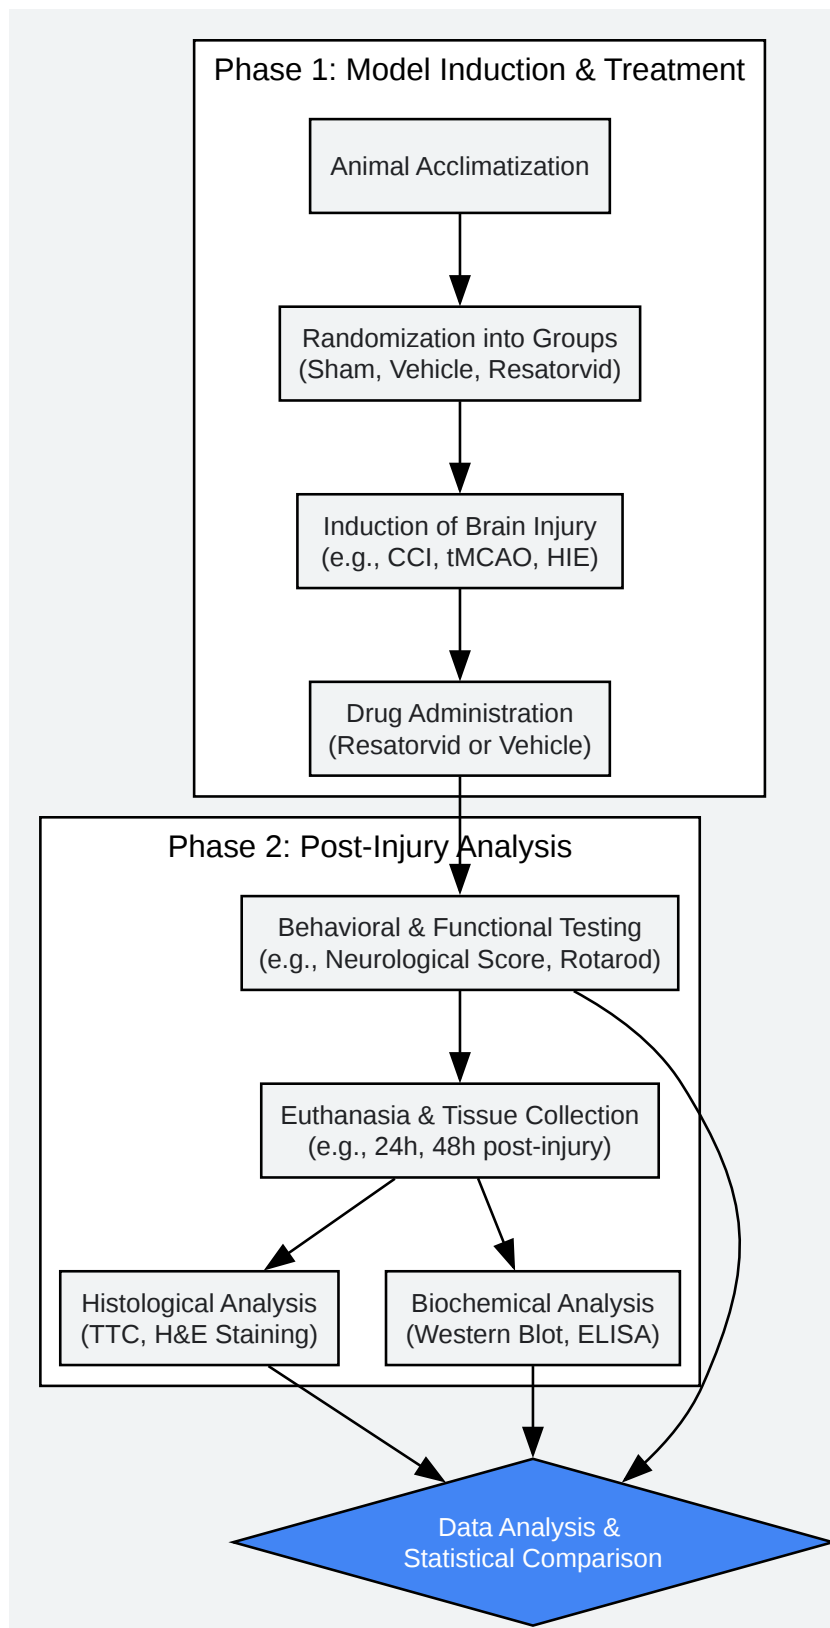 Phase 1: Model Induction & Treatment
Animal Acclimatization
Randomization into Groups
(Sham, Vehicle, Resatorvid)
Induction of Brain Injury
(e.g., CCI, tMCAO, HIE)
Drug Administration
(Resatorvid or Vehicle)
Phase 2: Post-Injury Analysis
Behavioral & Functional Testing
(e.g., Neurological Score, Rotarod)
Euthanasia & Tissue Collection
(e.g., 24h, 48h post-injury)
Histological Analysis
(TTC, H&E Staining)
Biochemical Analysis
(Western Blot, ELISA)
Data Analysis &
Statistical Comparison